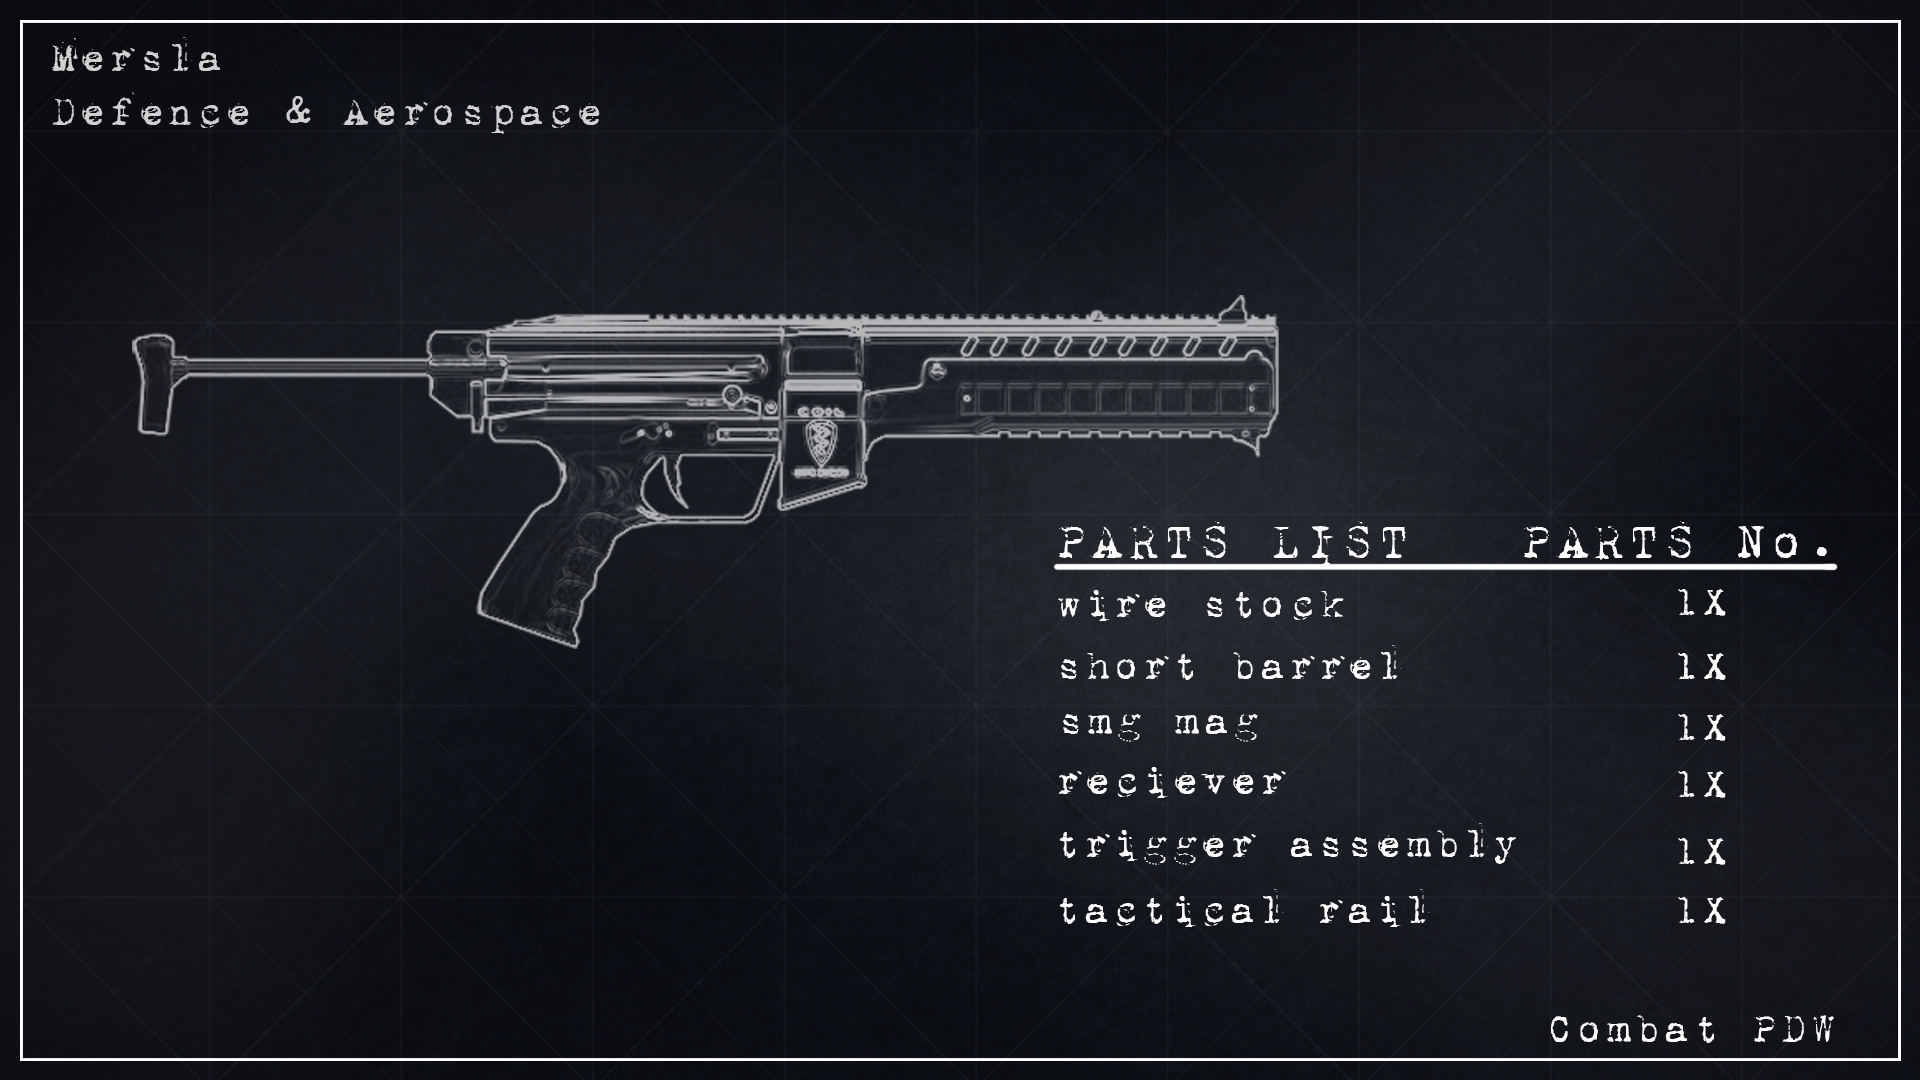 Mersla
Defence & Aerospace
COIL
PARTS LIST PARTS No.
wire stock 1X
short barrel 1X
smg mag 1X
reciever 1X
trigger assembly 1X
tactical rail 1X
Combat PDW